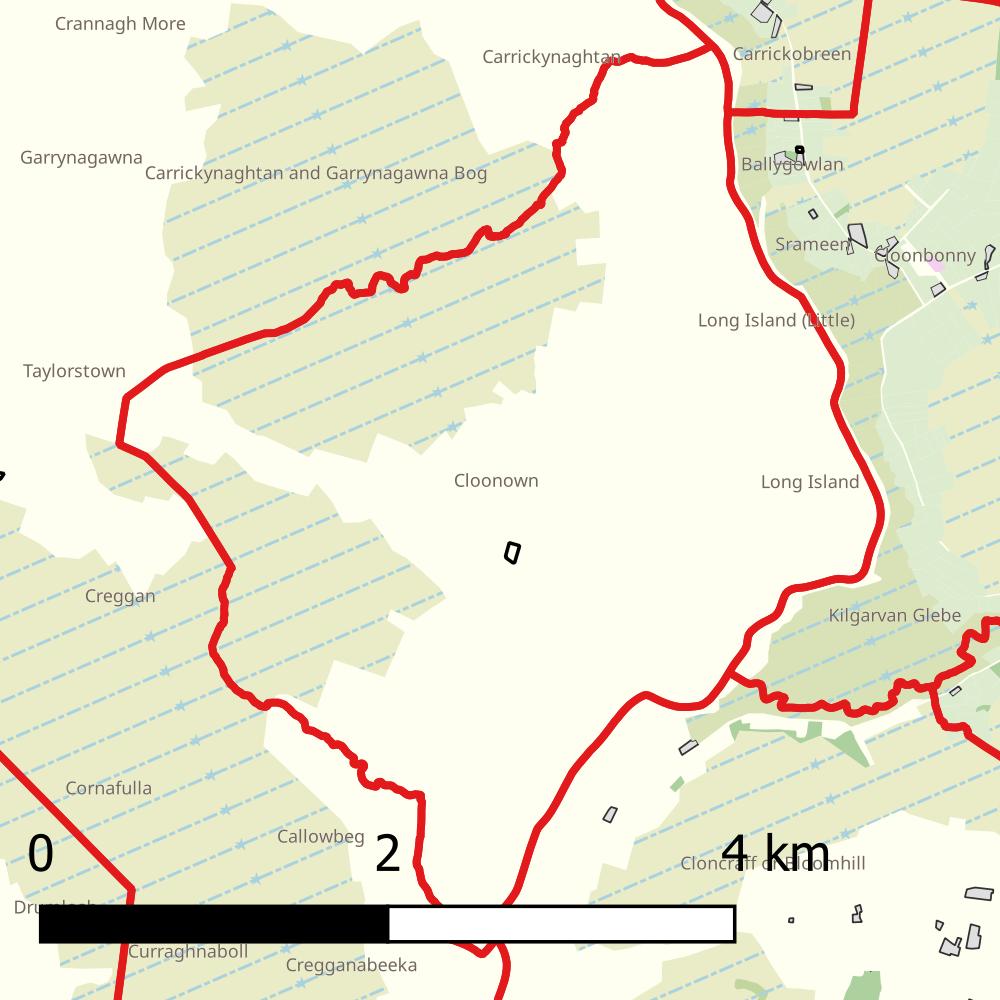 Crannagh More
Carrickynaghtan
Carrickobreen
Garrynagawna
Carrickynaghtan and Garrynagawna Bog
Ballygowlan
Srameen
Cloonbonny
Long Island (Little)
Taylorstown
Cloonown
Long Island
Creggan
Kilgarvan Glebe
Cornafulla
Callowbeg
0
2
4 km
Cloncraff or Bloomhill
Drumlosh
Curraghnaboll
Cregganabeeka